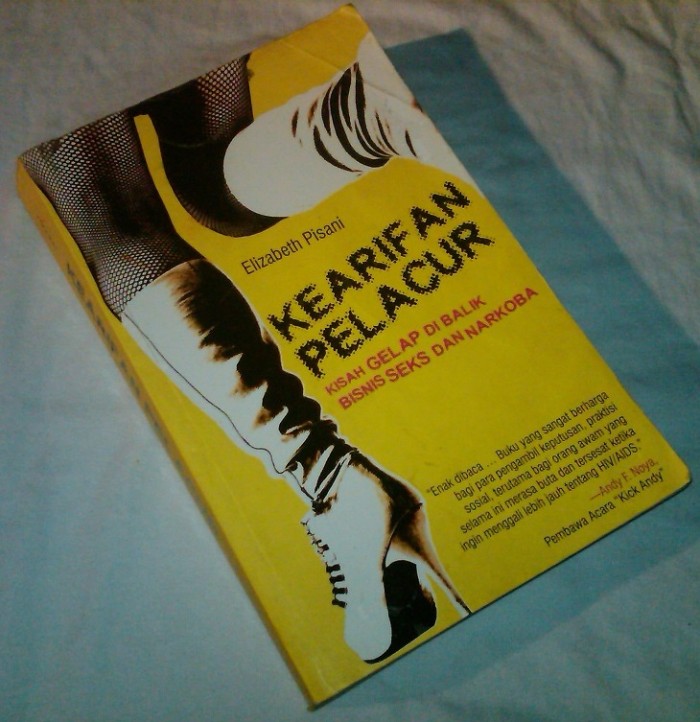 Elizabeth Pisani
KEARIFAN
PELACUR
KISAH GELAP DI BALIK
BISNIS SEKS DAN NARKOBA
"Enak dibaca ... Buku yang sangat berharga
bagi para pengambil keputusan, praktisi
sosial, terutama bagi orang awam yang
selama ini merasa buta dan tersesat ketika
ingin menggali lebih jauh tentang HIV/AIDS."
—Andy F. Noya,
Pembawa Acara "Kick Andy"